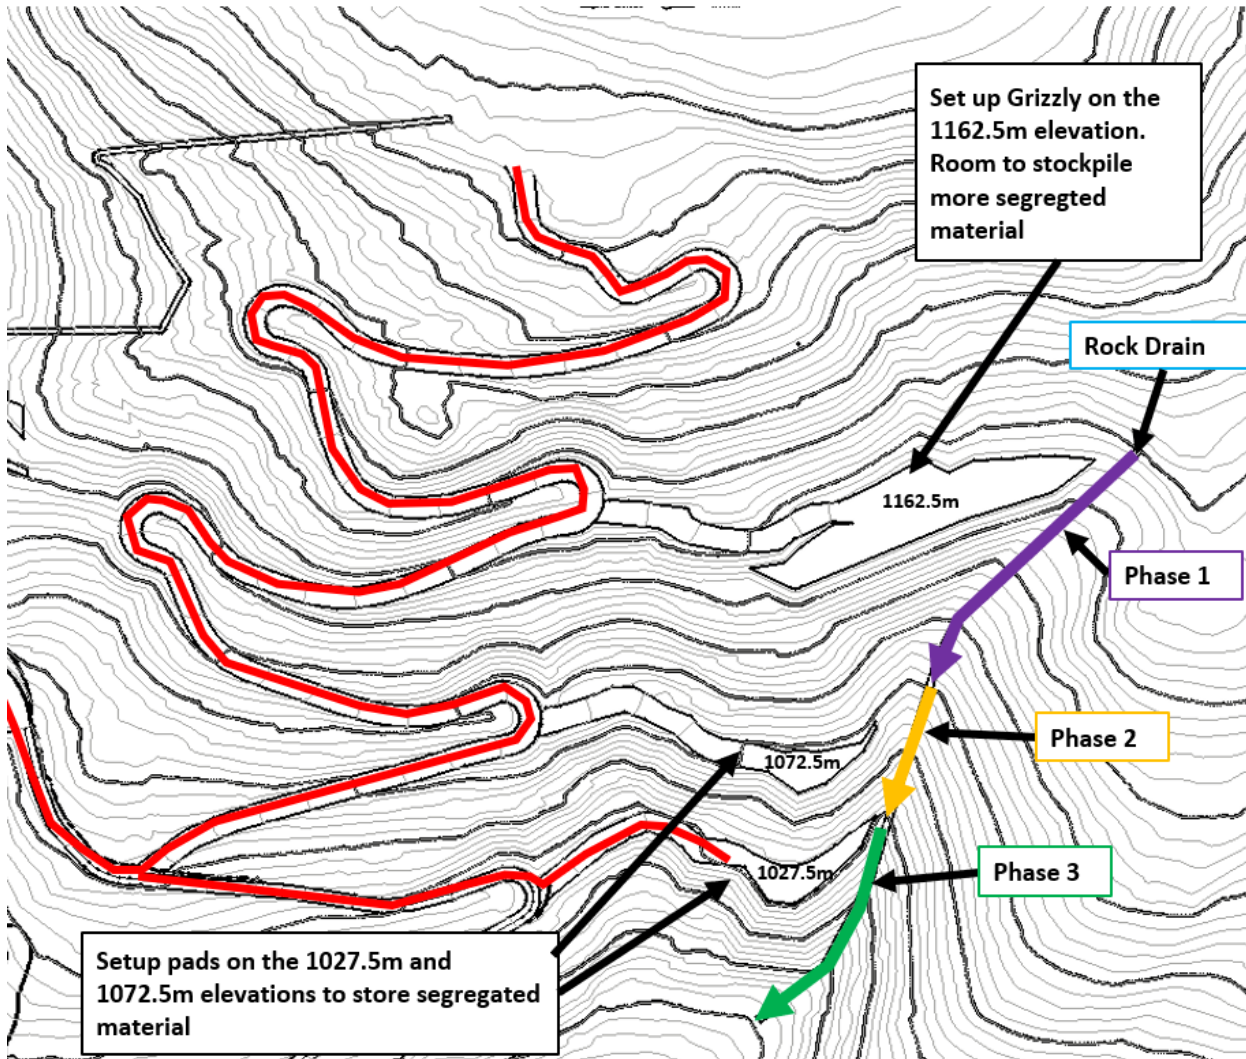 Set up Grizzly on the
1162.5m elevation.
Room to stockpile
more segregted
material
Rock Drain
1162.5m
Phase 1
Phase 2
1072.5m
Phase 3
1027.5m
Setup pads on the 1027.5m and
1072.5m elevations to store segregated
material